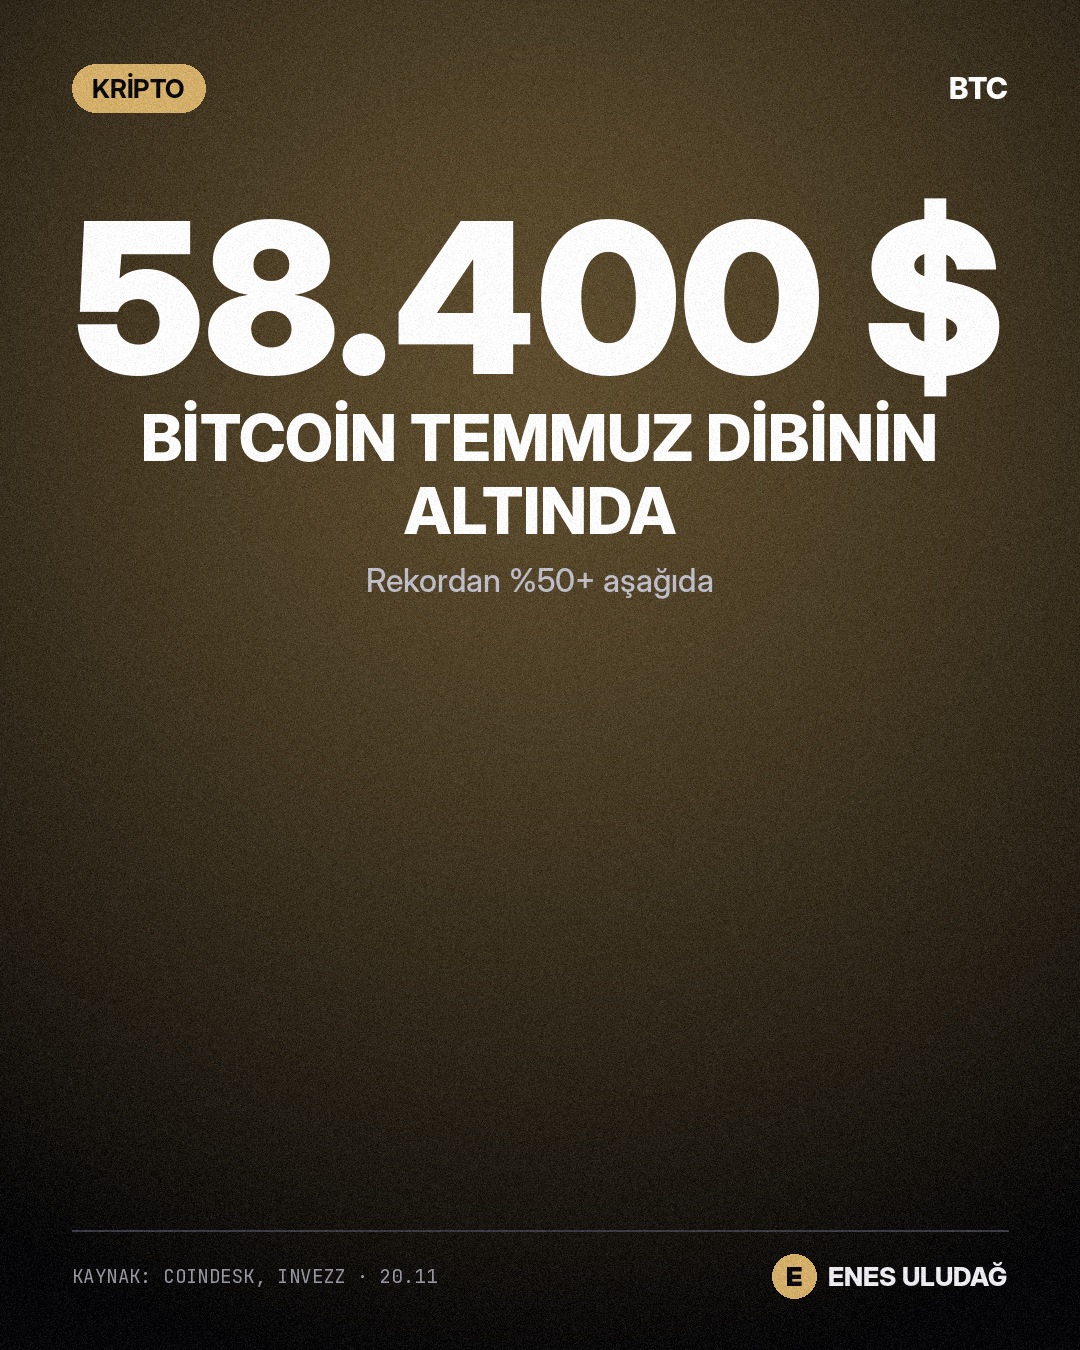 KRİPTO
BTC
58.400 $
BİTCOİN TEMMUZ DİBİNİN
ALTINDA
Rekordan %50+ aşağıda
KAYNAK: COINDESK, INVEZZ · 20.11
E ENES ULUDAĞ